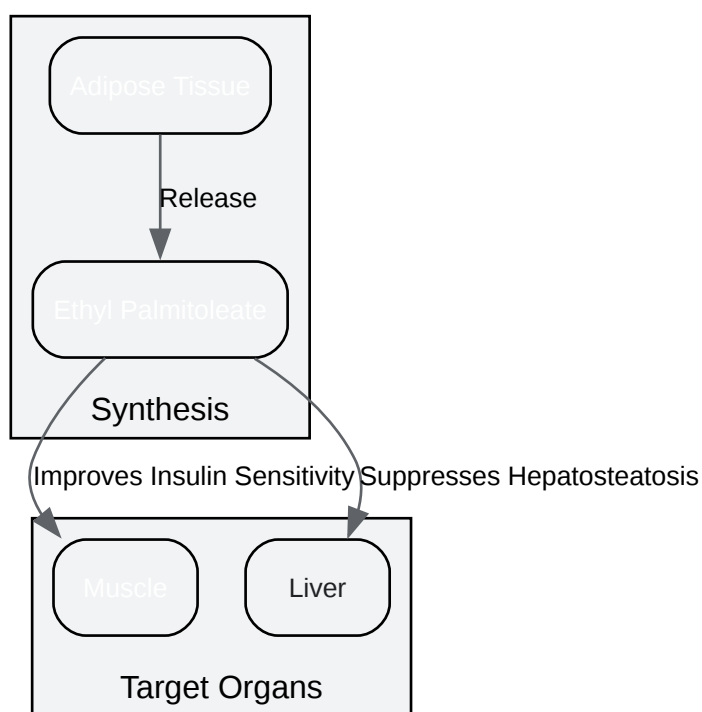 Adipose Tissue
Release
Ethyl Palmitoleate
Synthesis
Improves Insulin Sensitivity
Suppresses Hepatosteatosis
Muscle
Liver
Target Organs